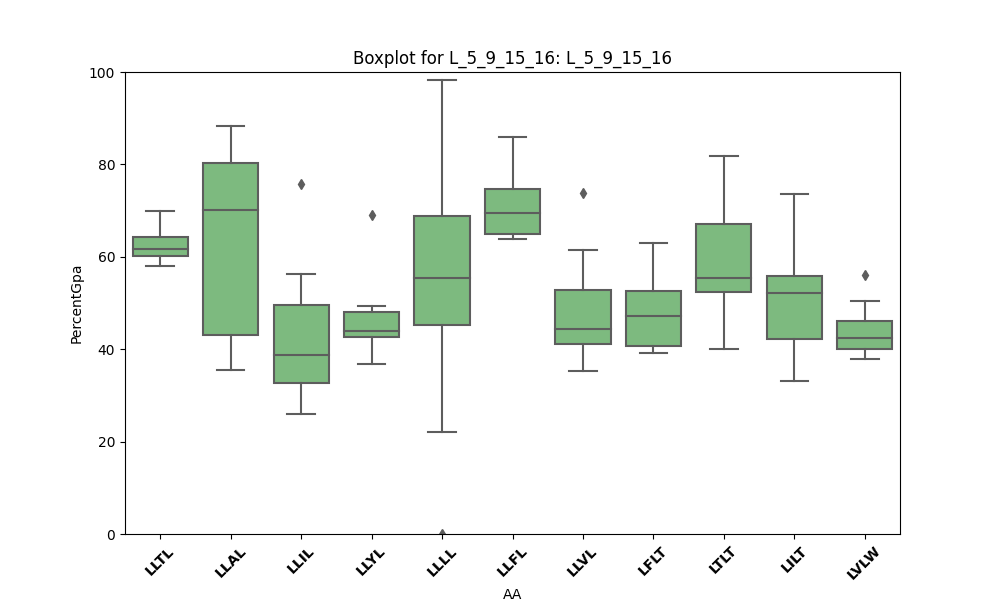 Boxplot for L_5_9_15_16: L_5_9_15_16
100
80
60
40
20
0
PercentGpa
LLTL
LLAL
LLIL
LLYL
LLLL
LLFL
LLVL
LFLT
LTLT
LILT
LVLW
AA